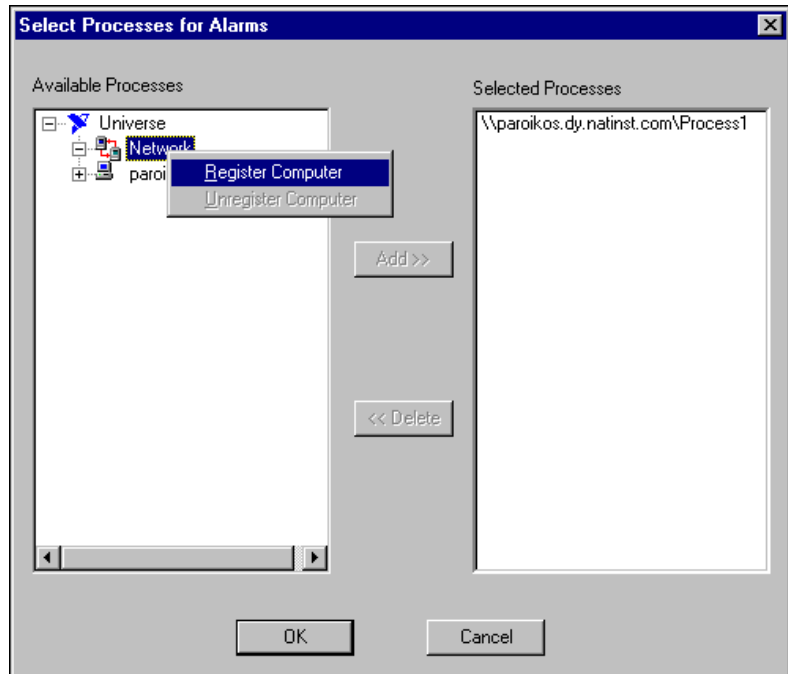 Select Processes for Alarms
Available Processes
Selected Processes
Universe
Network
paroi
Register Computer
Unregister Computer
\\paroikos.dy.natinst.com\Process1
Add >>
<< Delete
OK
Cancel